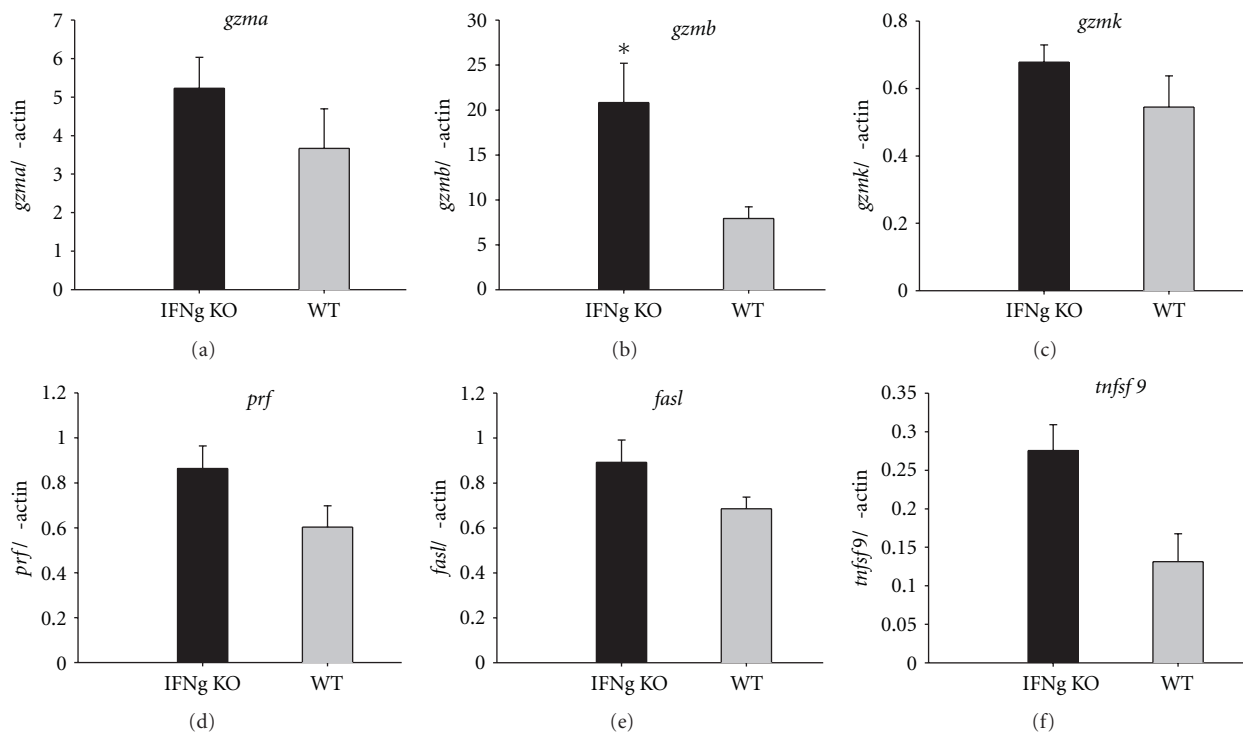 gzma
7
6
5
4
3
2
1
0
gzma/ -actin
IFNg KO WT
(a)
gzmb
*
30
25
20
15
10
5
0
gzmb/ -actin
IFNg KO WT
(b)
gzmk
0.8
0.6
0.4
0.2
0
gzmk/ -actin
IFNg KO WT
(c)
prf
1.2
1
0.8
0.6
0.4
0.2
0
prf/ -actin
IFNg KO WT
(d)
fasl
1.2
1
0.8
0.6
0.4
0.2
0
fasl/ -actin
IFNg KO WT
(e)
tnfsf 9
0.35
0.3
0.25
0.2
0.15
0.1
0.05
0
tnfsf9/ -actin
IFNg KO WT
(f)